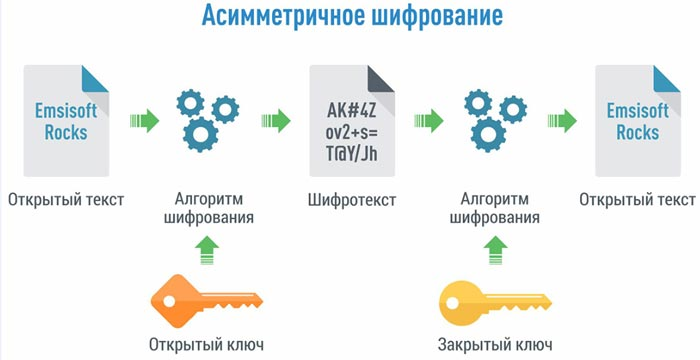 Асимметричное шифрование
Emsisoft
Rocks
AK#4Z
ov2+s=
T@Y/Jh
Emsisoft
Rocks
Открытый текст
Алгоритм
шифрования
Шифротекст
Алгоритм
шифрования
Открытый текст
Открытый ключ
Закрытый ключ